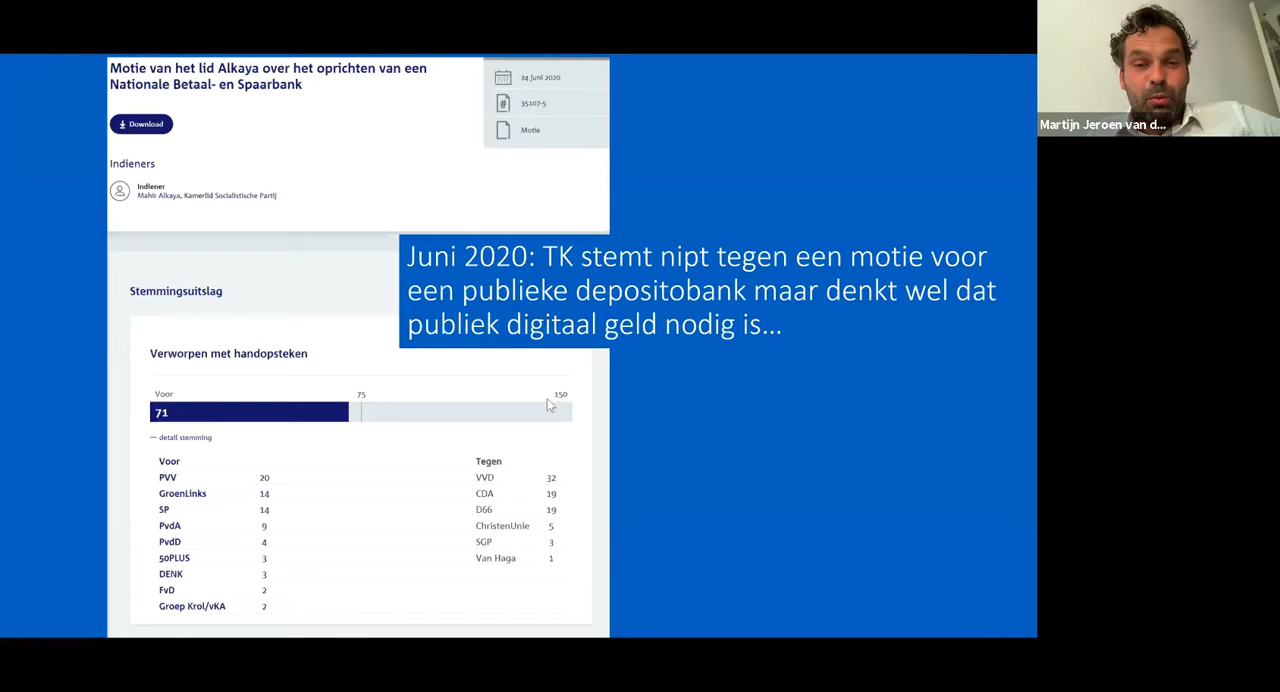 Motie van het lid Alkaya over het oprichten van een
Nationale Betaal- en Spaarbank
24 juni 2020
35107-5
Motie
Download
Indieners
Indiener
Mahir Alkaya, Kamerlid Socialistische Partij
Martijn Jeroen van d...
Juni 2020: TK stemt nipt tegen een motie voor
een publieke depositobank maar denkt wel dat
publiek digitaal geld nodig is...
Stemmingsuitslag
Verworpen met handopsteken
Voor 75 150
71
— detail stemming
Voor Tegen
PVV 20 VVD 32
GroenLinks 14 CDA 19
SP 14 D66 19
PvdA 9 ChristenUnie 5
PvdD 4 SGP 3
50PLUS 3 Van Haga 1
DENK 3
FvD 2
Groep Krol/vKA 2